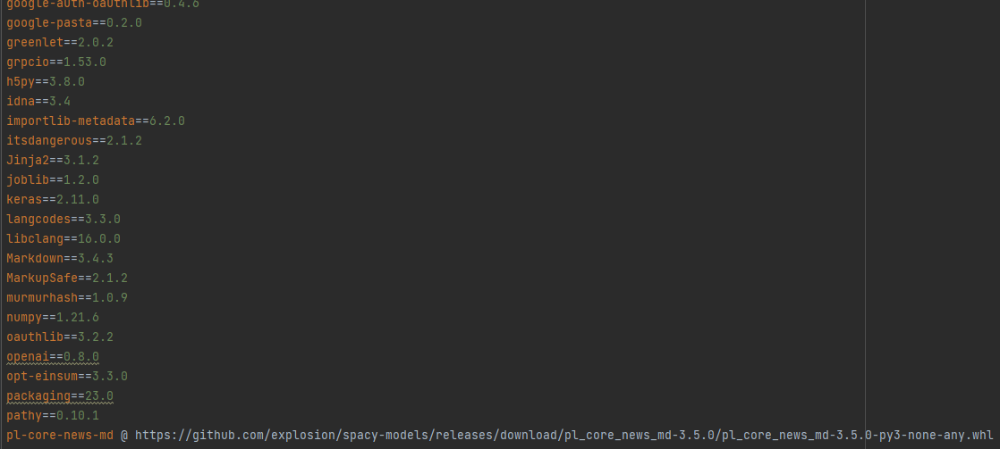 google-auth-oauthlib==0.4.6
google-pasta==0.2.0
greenlet==2.0.2
grpcio==1.53.0
h5py==3.8.0
idna==3.4
importlib-metadata==6.2.0
itsdangerous==2.1.2
Jinja2==3.1.2
joblib==1.2.0
keras==2.11.0
langcodes==3.3.0
libclang==16.0.0
Markdown==3.4.3
MarkupSafe==2.1.2
murmurhash==1.0.9
numpy==1.21.6
oauthlib==3.2.2
openai==0.8.0
opt-einsum==3.3.0
packaging==23.0
pathy==0.10.1
pl-core-news-md @ https://github.com/explosion/spacy-models/releases/download/pl_core_news_md-3.5.0/pl_core_news_md-3.5.0-py3-none-any.whl